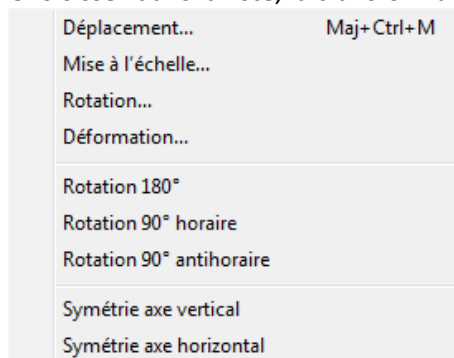 Déplacement... Maj+Ctrl+M
Mise à l'échelle...
Rotation...
Déformation...
Rotation 180°
Rotation 90° horaire
Rotation 90° antihoraire
Symétrie axe vertical
Symétrie axe horizontal